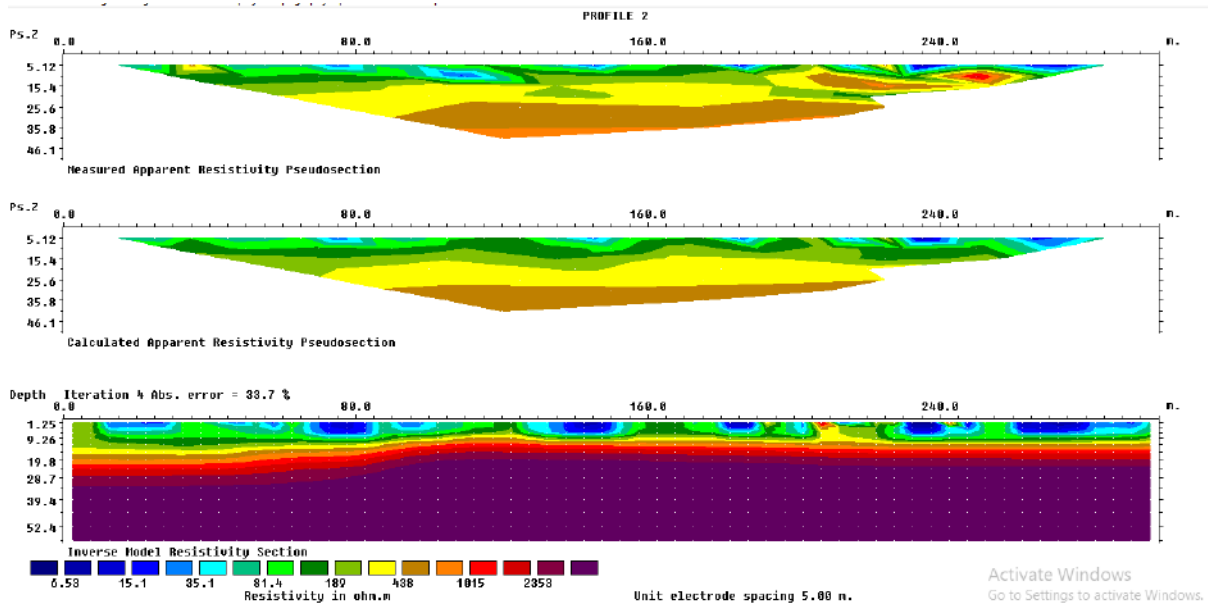 PROFILE 2
Ps.Z 0.0 80.0 160.0 240.0 m.
5.12
15.4
25.6
35.8
46.1
Measured Apparent Resistivity Pseudosection
Ps.Z 0.0 80.0 160.0 240.0 m.
5.12
15.4
25.6
35.8
46.1
Calculated Apparent Resistivity Pseudosection
Depth Iteration 4 Abs. error = 33.7 %
0.0 80.0 160.0 240.0 m.
1.25
9.26
19.8
28.7
39.4
52.4
Inverse Model Resistivity Section
6.53 15.1 35.1 81.4 189 438 1015 2353
Resistivity in ohm.m Unit electrode spacing 5.00 m.
Activate Windows
Go to Settings to activate Windows.